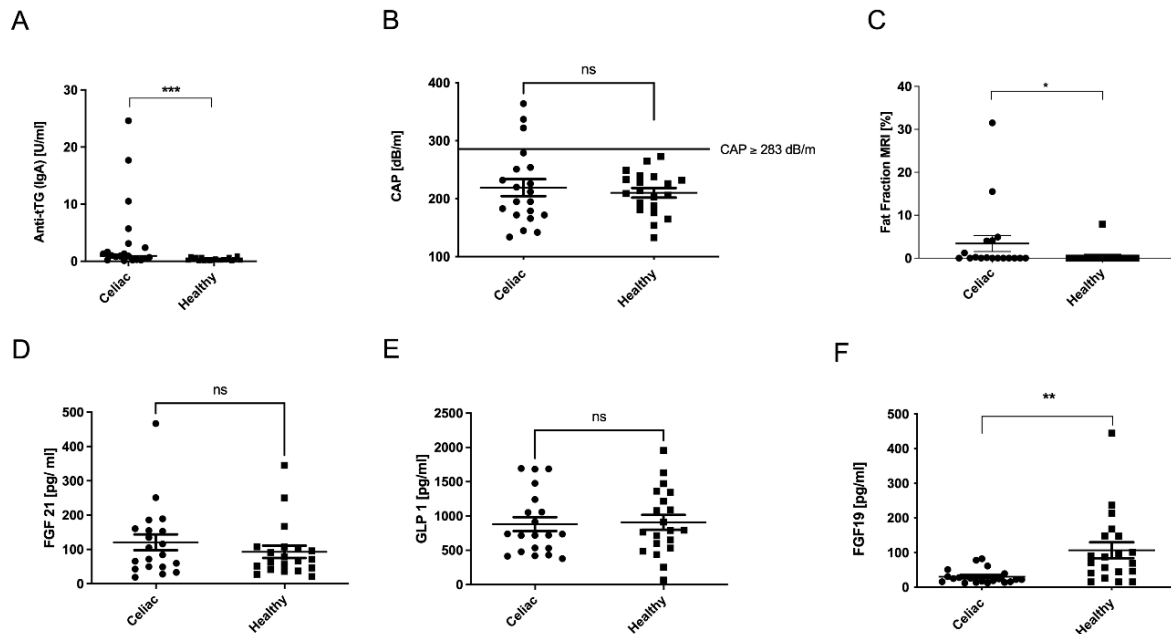 A
Anti-tTG (IgA) [U/ml]
30
20
10
0
***
Celiac
Healthy
B
CAP [dB/m]
400
300
200
100
ns
CAP ≥ 283 dB/m
Celiac
Healthy
C
Fat Fraction MRI [%]
40
30
20
10
0
*
Celiac
Healthy
D
FGF 21 [pg/ ml]
500
400
300
200
100
0
ns
Celiac
Healthy
E
GLP 1 [pg/ml]
2500
2000
1500
1000
500
0
ns
Celiac
Healthy
F
FGF19 [pg/ml]
500
400
300
200
100
0
**
Celiac
Healthy